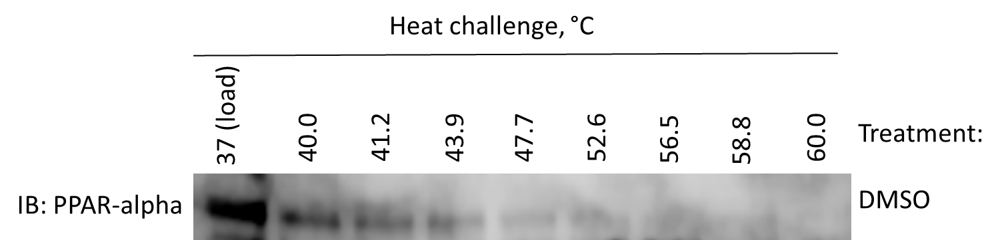 Heat challenge, °C
37 (load) 40.0 41.2 43.9 47.7 52.6 56.5 58.8 60.0 Treatment:
IB: PPAR-alpha DMSO